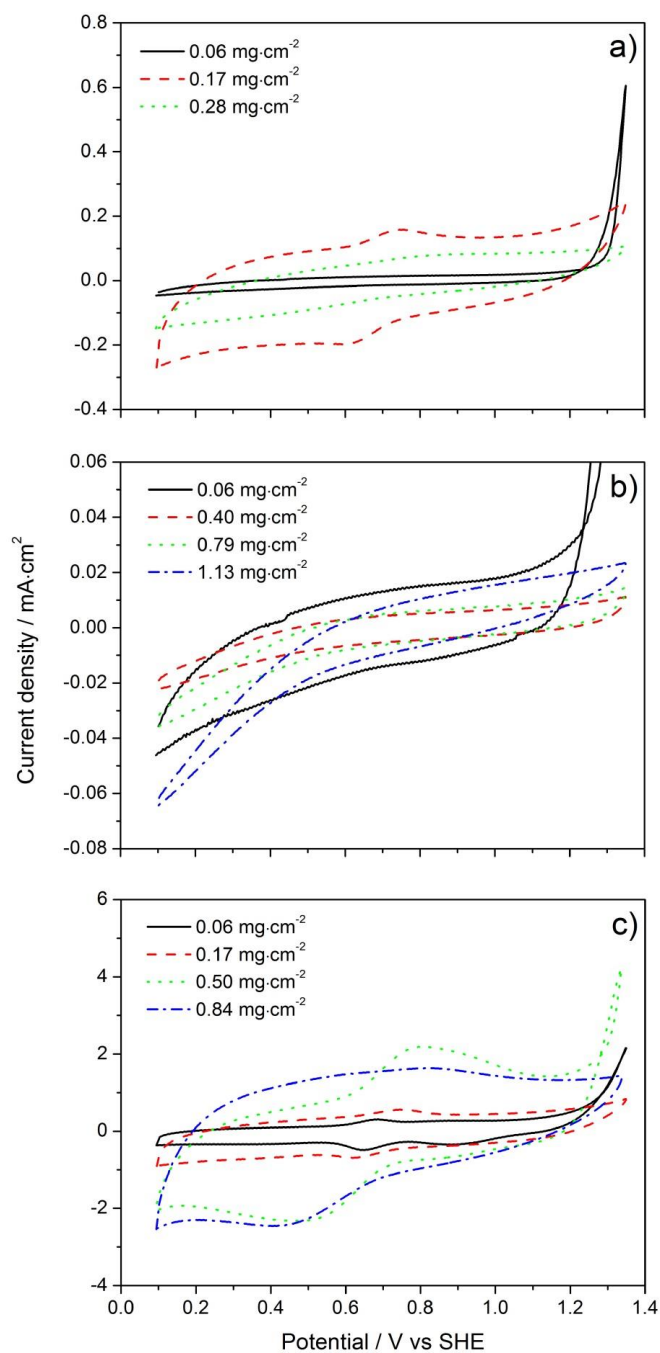 a)
0.06 mg·cm⁻²
0.17 mg·cm⁻²
0.28 mg·cm⁻²
0.8
0.6
0.4
0.2
0.0
-0.2
-0.4
b)
0.06 mg·cm⁻²
0.40 mg·cm⁻²
0.79 mg·cm⁻²
1.13 mg·cm⁻²
0.06
0.04
0.02
0.00
-0.02
-0.04
-0.06
-0.08
Current density / mA·cm²
c)
0.06 mg·cm⁻²
0.17 mg·cm⁻²
0.50 mg·cm⁻²
0.84 mg·cm⁻²
6
4
2
0
-2
-4
0.0 0.2 0.4 0.6 0.8 1.0 1.2 1.4
Potential / V vs SHE